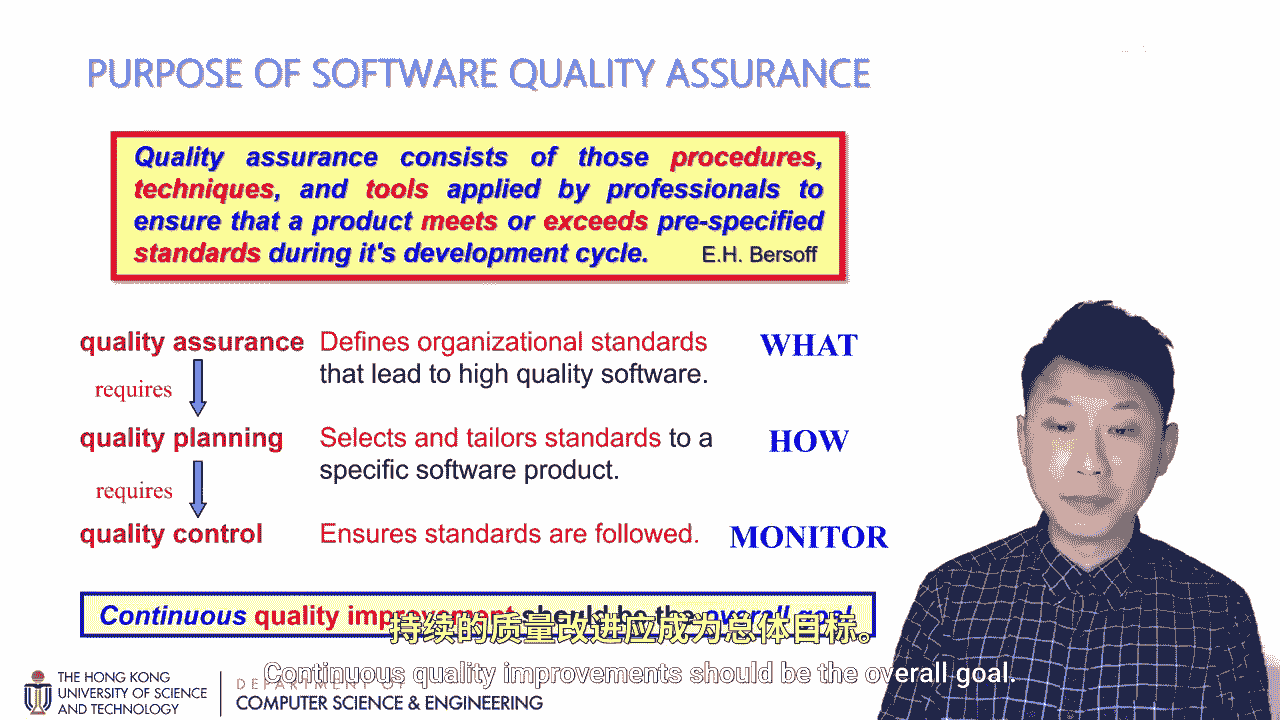 PURPOSE OF SOFTWARE QUALITY ASSURANCE
Quality assurance consists of those procedures,
techniques, and tools applied by professionals to
ensure that a product meets or exceeds pre-specified
standards during it's development cycle. E.H. Bersoff
quality assurance Defines organizational standards WHAT
that lead to high quality software.
requires
quality planning Selects and tailors standards to a HOW
specific software product.
requires
quality control Ensures standards are followed. MONITOR
Continuous quality improvement should be the overall goal.
持续的质量改进应成为总体目标。
Continuous quality improvements should be the overall goal.
THE HONG KONG
UNIVERSITY OF SCIENCE
AND TECHNOLOGY
DEPARTMENT OF
COMPUTER SCIENCE & ENGINEERING